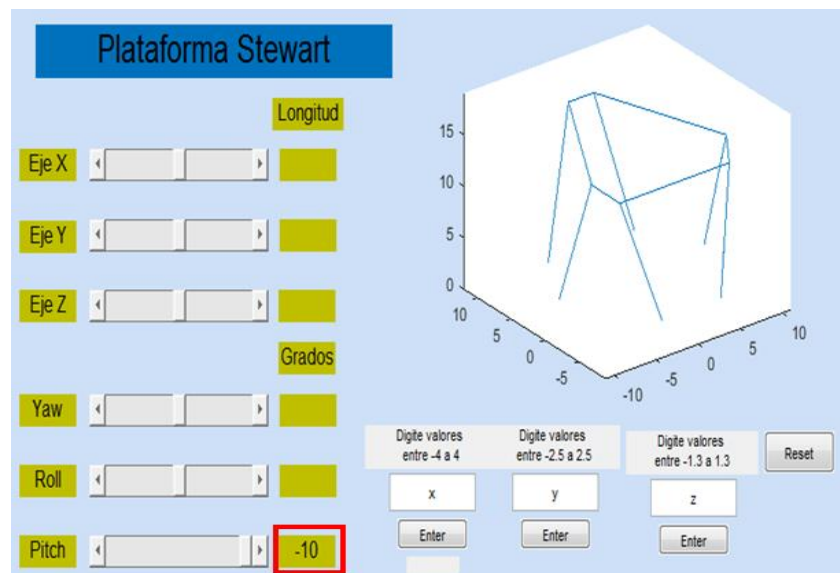 Plataforma Stewart
Longitud
Eje X
Eje Y
Eje Z
Grados
Yaw
Roll
Pitch
-10
15
10
5
0
10
5
0
-5
-10
-5
0
5
10
Digite valores
entre -4 a 4
x
Enter
Digite valores
entre -2.5 a 2.5
y
Enter
Digite valores
entre -1.3 a 1.3
z
Enter
Reset